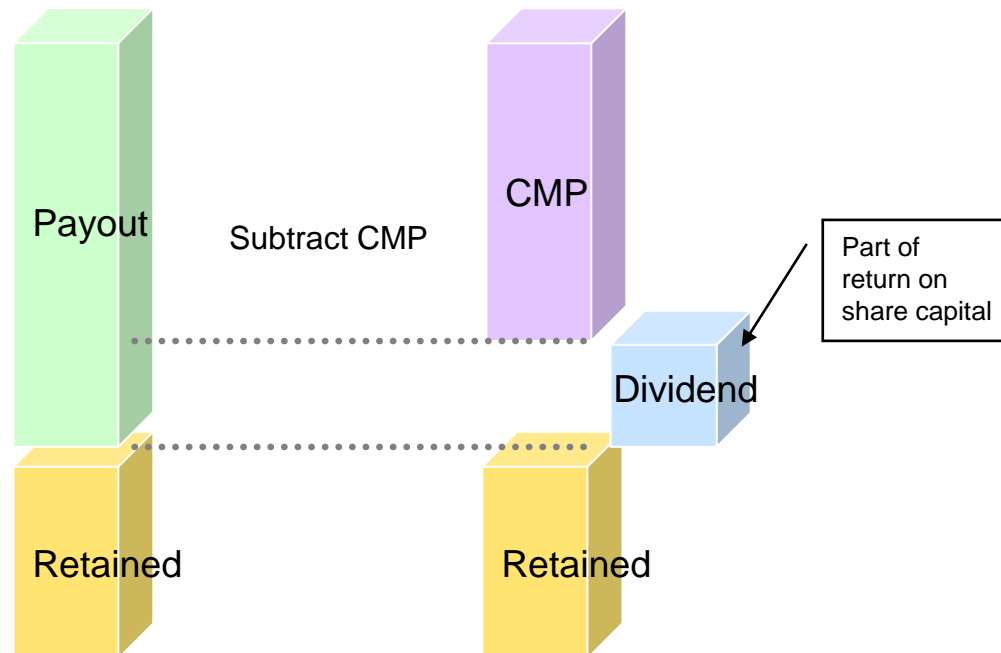 Payout
Subtract CMP
CMP
Part of
return on
share capital
Dividend
Retained
Retained